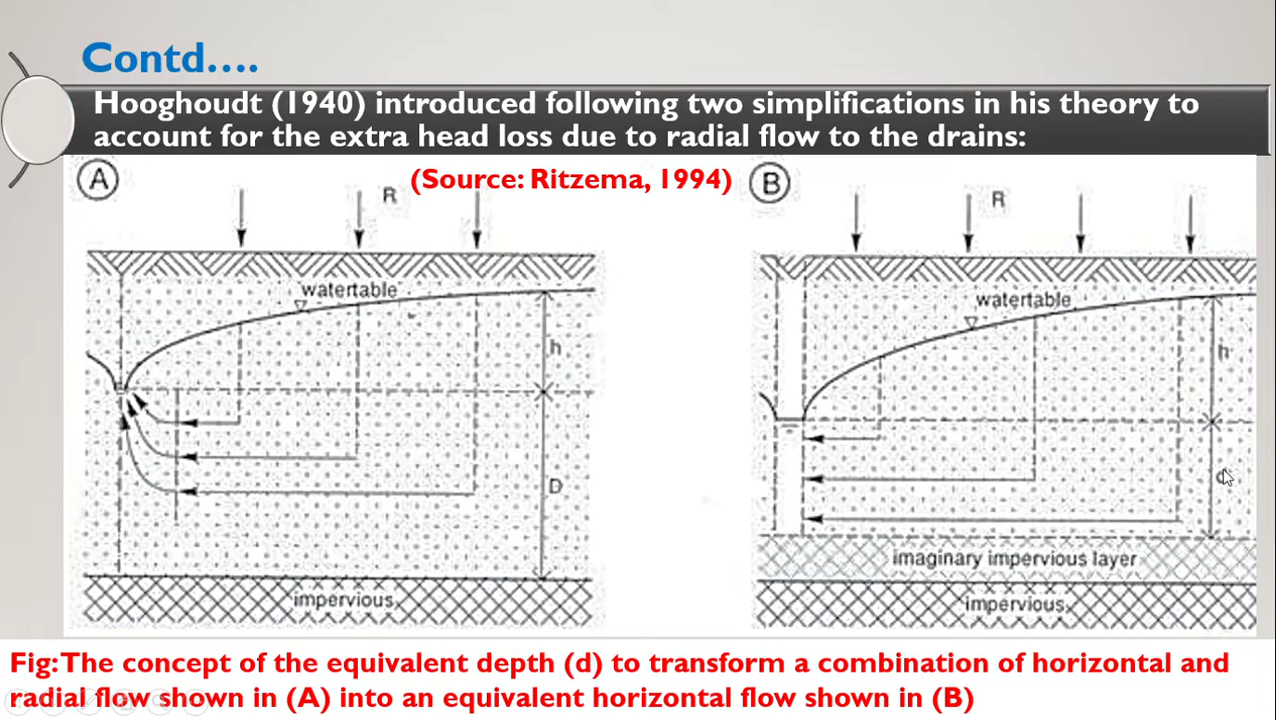 Contd....
Hooghoudt (1940) introduced following two simplifications in his theory to
account for the extra head loss due to radial flow to the drains:
(Source: Ritzema, 1994)
A
R
watertable
h
D
impervious
B
R
watertable
h
d
imaginary impervious layer
impervious
Fig:The concept of the equivalent depth (d) to transform a combination of horizontal and
radial flow shown in (A) into an equivalent horizontal flow shown in (B)